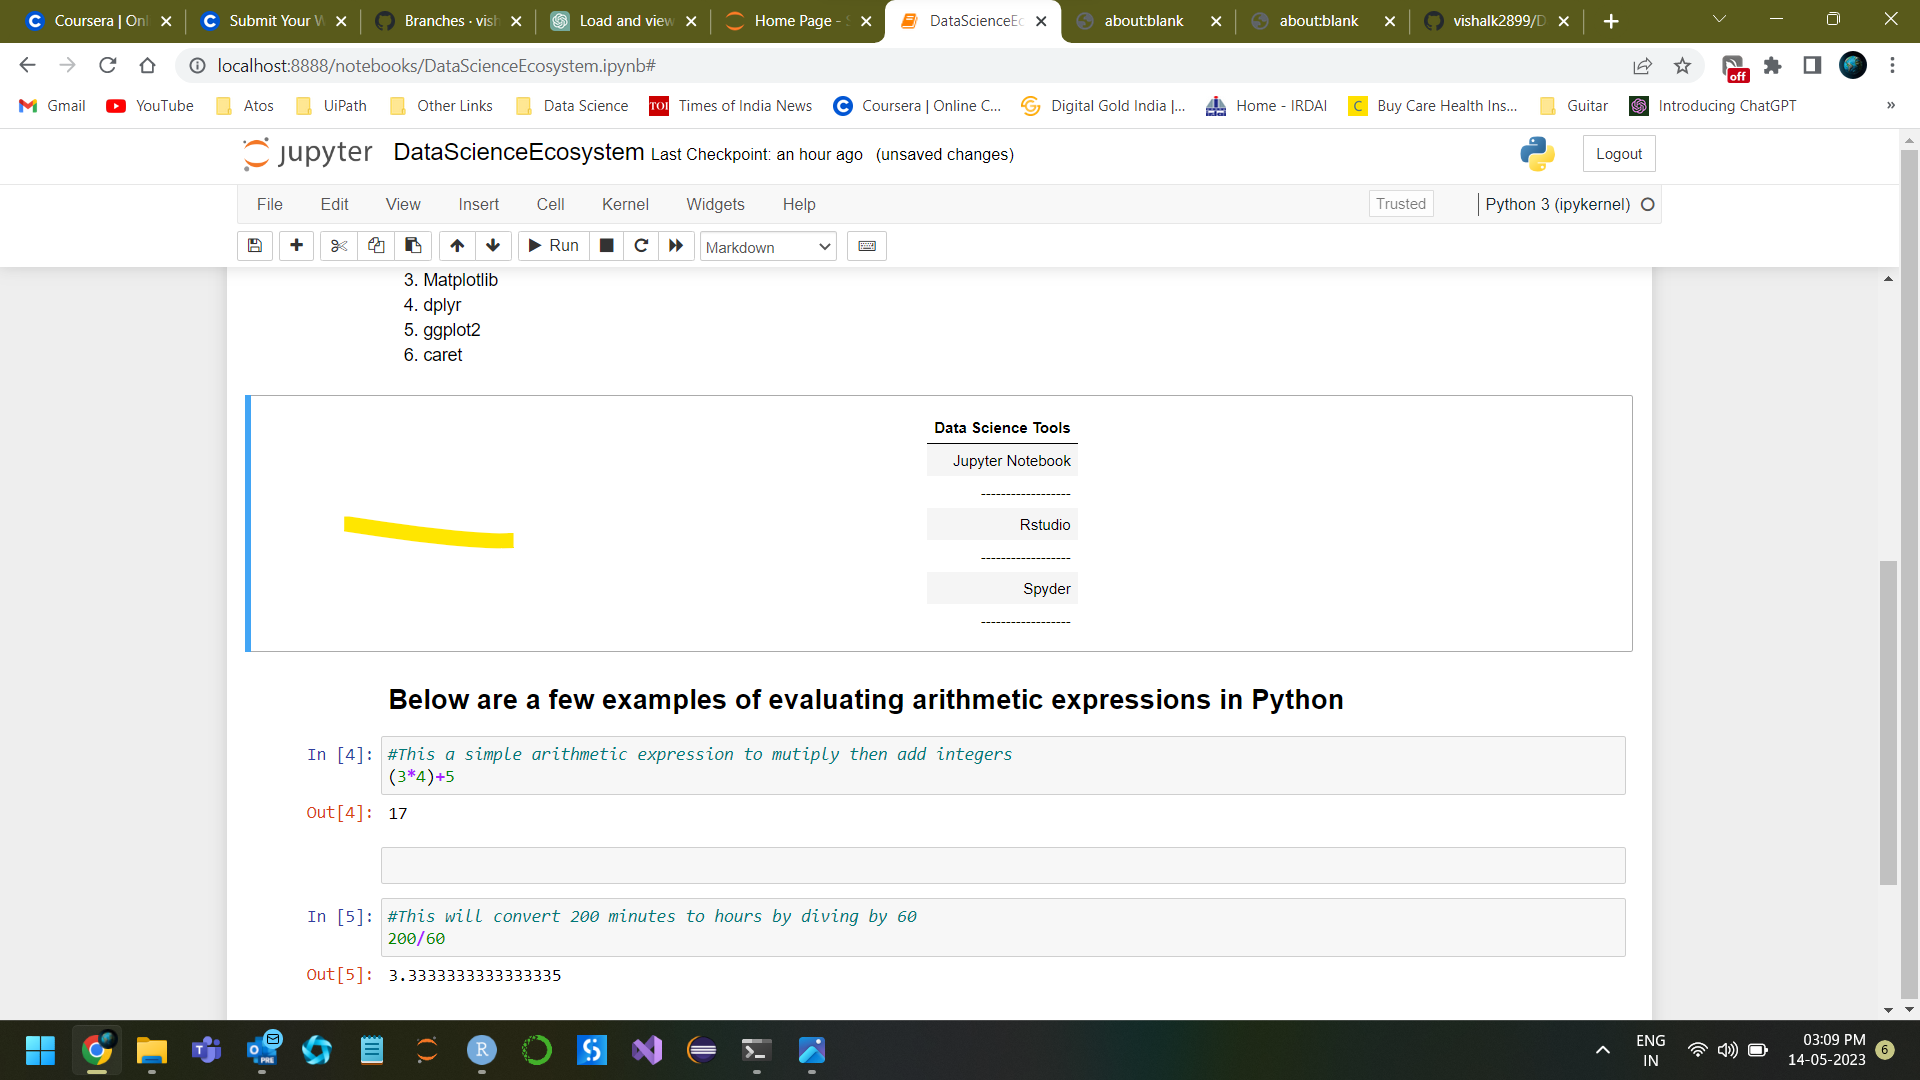 Coursera | Onl
Submit Your W
Branches · vish
Load and view
Home Page - S
DataScienceEc
about:blank
about:blank
vishalk2899/D
localhost:8888/notebooks/DataScienceEcosystem.ipynb#
off
Gmail
YouTube
Atos
UiPath
Other Links
Data Science
TOI
Times of India News
Coursera | Online C...
Digital Gold India |...
Home - IRDAI
C
Buy Care Health Ins...
Guitar
Introducing ChatGPT
»
jupyter
DataScienceEcosystem Last Checkpoint: an hour ago (unsaved changes)
Logout
File Edit View Insert Cell Kernel Widgets Help
Trusted
Python 3 (ipykernel)
Run
Markdown
3. Matplotlib
4. dplyr
5. ggplot2
6. caret
Data Science Tools
Jupyter Notebook
------------------
Rstudio
------------------
Spyder
------------------
Below are a few examples of evaluating arithmetic expressions in Python
In [4]: #This a simple arithmetic expression to mutiply then add integers
(3*4)+5
Out[4]: 17
In [5]: #This will convert 200 minutes to hours by diving by 60
200/60
Out[5]: 3.3333333333333335
PRE
R
ENG
IN
03:09 PM
14-05-2023
6